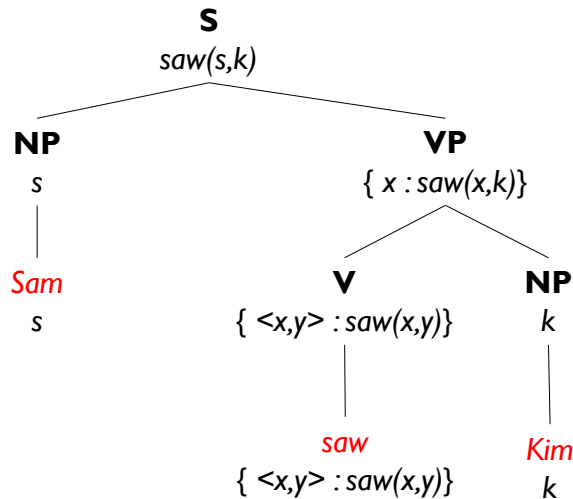 S
saw(s,k)
NP VP
s { x : saw(x,k)}
Sam V NP
s { <x,y> : saw(x,y)} k
saw Kim
{ <x,y> : saw(x,y)} k